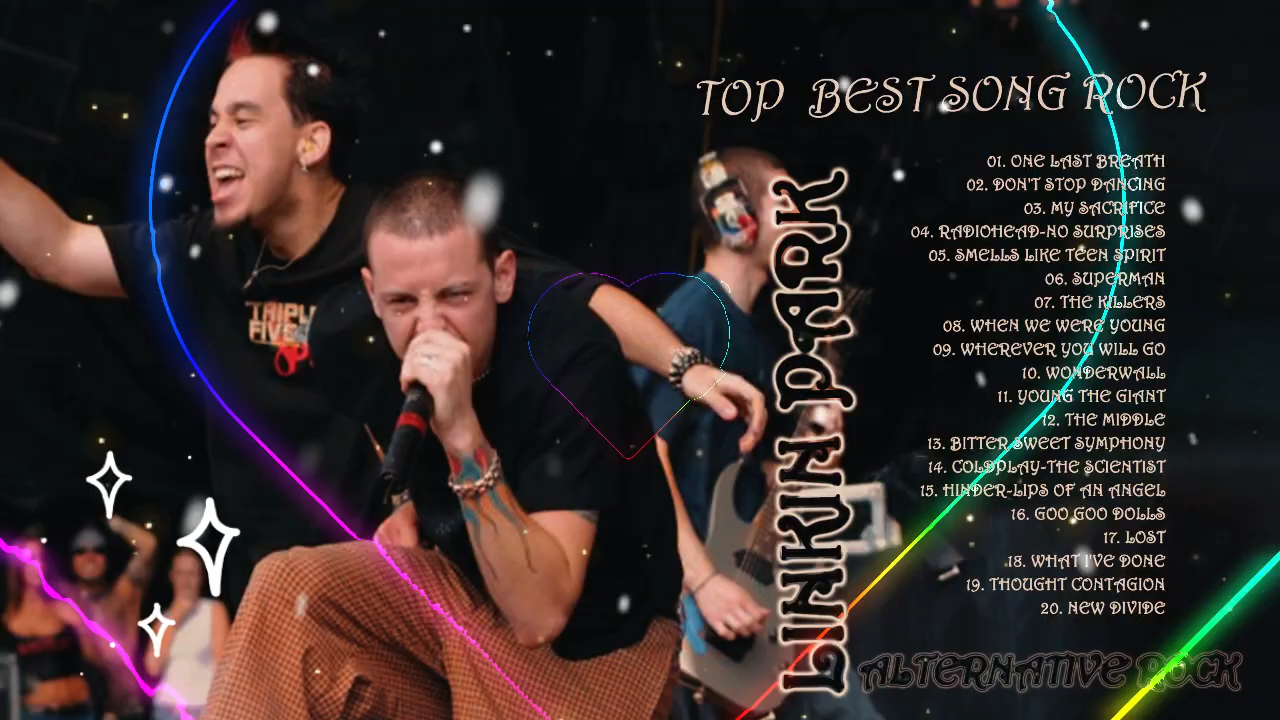 TOP BEST SONG ROCK
01. ONE LAST BREATH
02. DON'T STOP DANCING
03. MY SACRIFICE
04. RADIOHEAD-NO SURPRISES
05. SMELLS LIKE TEEN SPIRIT
06. SUPERMAN
07. THE KILLERS
08. WHEN WE WERE YOUNG
09. WHEREVER YOU WILL GO
10. WONDERWALL
11. YOUNG THE GIANT
12. THE MIDDLE
13. BITTER SWEET SYMPHONY
14. COLDPLAY-THE SCIENTIST
15. HINDER-LIPS OF AN ANGEL
16. GOO GOO DOLLS
17. LOST
18. WHAT I'VE DONE
19. THOUGHT CONTAGION
20. NEW DIVIDE
LINKIN PARK
ALTERNATIVE ROCK
TRIPLE
FIVE